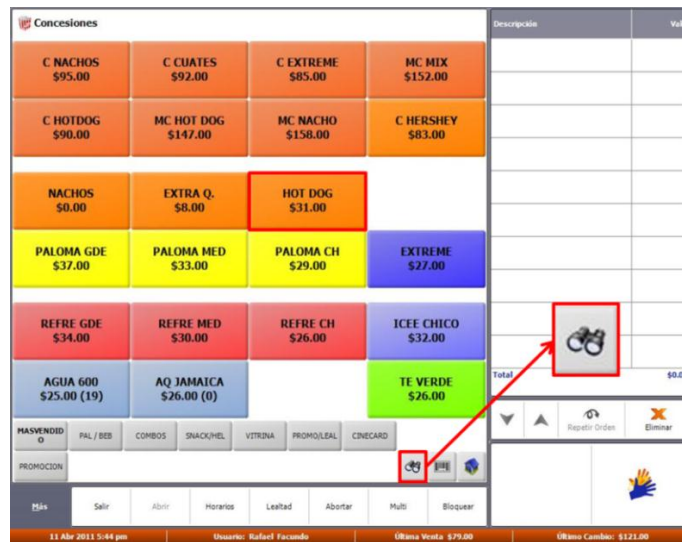 Concesiones
Descripción Val
C NACHOS
$95.00
C CUATES
$92.00
C EXTREME
$85.00
MC MIX
$152.00
C HOTDOG
$90.00
MC HOT DOG
$147.00
MC NACHO
$158.00
C HERSHEY
$83.00
NACHOS
$0.00
EXTRA Q.
$8.00
HOT DOG
$31.00
PALOMA GDE
$37.00
PALOMA MED
$33.00
PALOMA CH
$29.00
EXTREME
$27.00
REFRE GDE
$34.00
REFRE MED
$30.00
REFRE CH
$26.00
ICEE CHICO
$32.00
AGUA 600
$25.00 (19)
AQ JAMAICA
$26.00 (0)
TE VERDE
$26.00
Total $0.0
MASVENDID
O
PAL / BEB
COMBOS
SNACK/HEL
VITRINA
PROMO/LEAL
CINECARD
Repetir Orden
Eliminar
PROMOCION
Más
Salir
Abrir
Horarios
Lealtad
Abortar
Multi
Bloquear
11 Abr 2011 5:44 pm
Usuario: Rafael Facundo
Última Venta $79.00
Último Cambio: $121.00